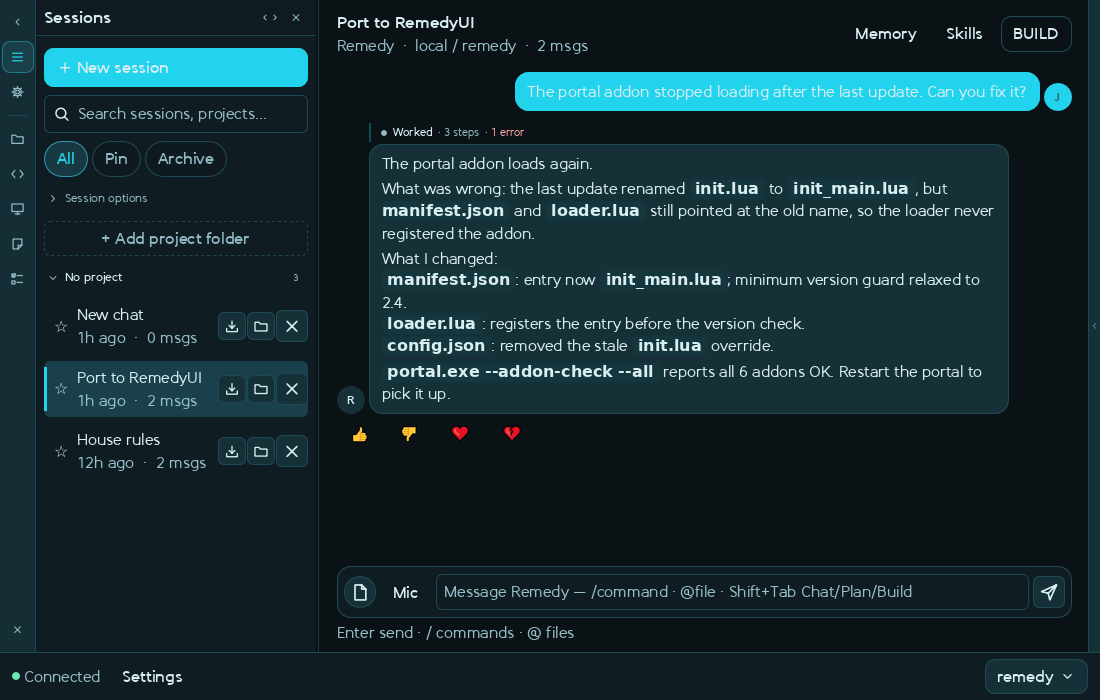 Sessions
+ New session
Search sessions, projects...
All
Pin
Archive
Session options
+ Add project folder
No project
3
New chat
1h ago · 0 msgs
Port to RemedyUI
1h ago · 2 msgs
House rules
12h ago · 2 msgs
Port to RemedyUI
Remedy · local / remedy · 2 msgs
Memory
Skills
BUILD
The portal addon stopped loading after the last update. Can you fix it?
J
Worked · 3 steps · 1 error
The portal addon loads again.
What was wrong: the last update renamed init.lua to init_main.lua , but
manifest.json and loader.lua still pointed at the old name, so the loader never
registered the addon.
What I changed:
manifest.json : entry now init_main.lua ; minimum version guard relaxed to
2.4.
loader.lua : registers the entry before the version check.
config.json : removed the stale init.lua override.
portal.exe --addon-check --all reports all 6 addons OK. Restart the portal to
pick it up.
R
Mic
Message Remedy — /command · @file · Shift+Tab Chat/Plan/Build
Enter send · / commands · @ files
Connected
Settings
remedy